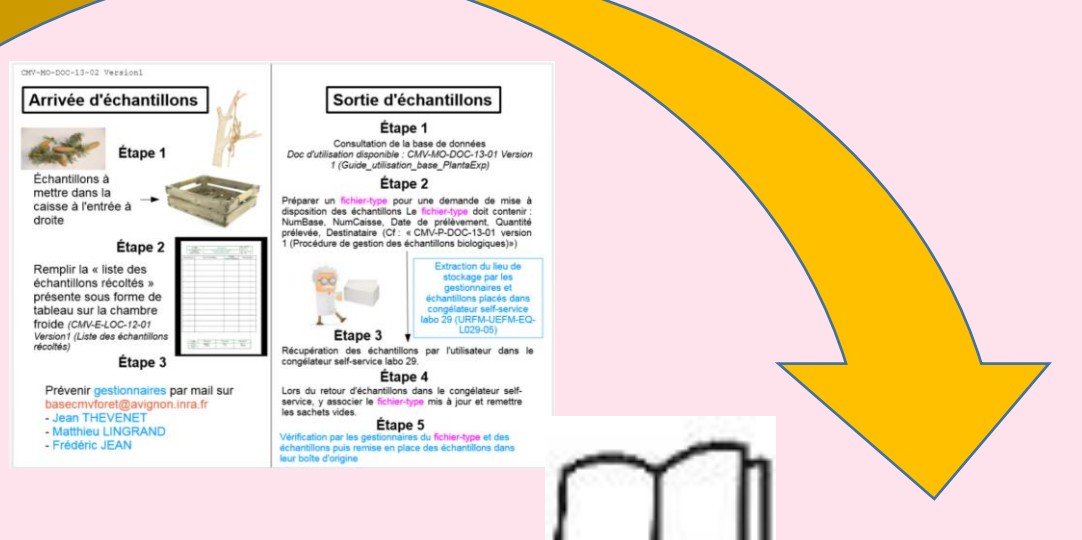 CMV-MO-DOC-13-02 Version1
Arrivée d'échantillons
Étape 1
Échantillons à
mettre dans la
caisse à l'entrée à
droite
Étape 2
Remplir la « liste des
échantillons récoltés »
présente sous forme de
tableau sur la chambre
froide (CMV-E-LOC-12-01
Version1 (Liste des échantillons
récoltés)
Étape 3
Prévenir gestionnaires par mail sur
basecmvforet@avignon.inra.fr
- Jean THEVENET
- Matthieu LINGRAND
- Frédéric JEAN
Sortie d'échantillons
Étape 1
Consultation de la base de données
Doc d'utilisation disponible : CMV-MO-DOC-13-01 Version
1 (Guide_utilisation_base_PlantaExp)
Étape 2
Préparer un fichier-type pour une demande de mise à
disposition des échantillons Le fichier-type doit contenir :
NumBase, NumCaisse, Date de prélèvement, Quantité
prélevée, Destinataire (Cf : « CMV-P-DOC-13-01 version
1 (Procédure de gestion des échantillons biologiques)»)
Extraction du lieu de
stockage par les
gestionnaires et
échantillons placés dans
congélateur self-service
labo 29 (URFM-UEFM-EQ-
L029-05)
Étape 3
Récupération des échantillons par l'utilisateur dans le
congélateur self-service labo 29.
Étape 4
Lors du retour d'échantillons dans le congélateur self-
service, y associer le fichier-type mis à jour et remettre
les sachets vides.
Étape 5
Vérification par les gestionnaires du fichier-type et des
échantillons puis remise en place des échantillons dans
leur boîte d'origine